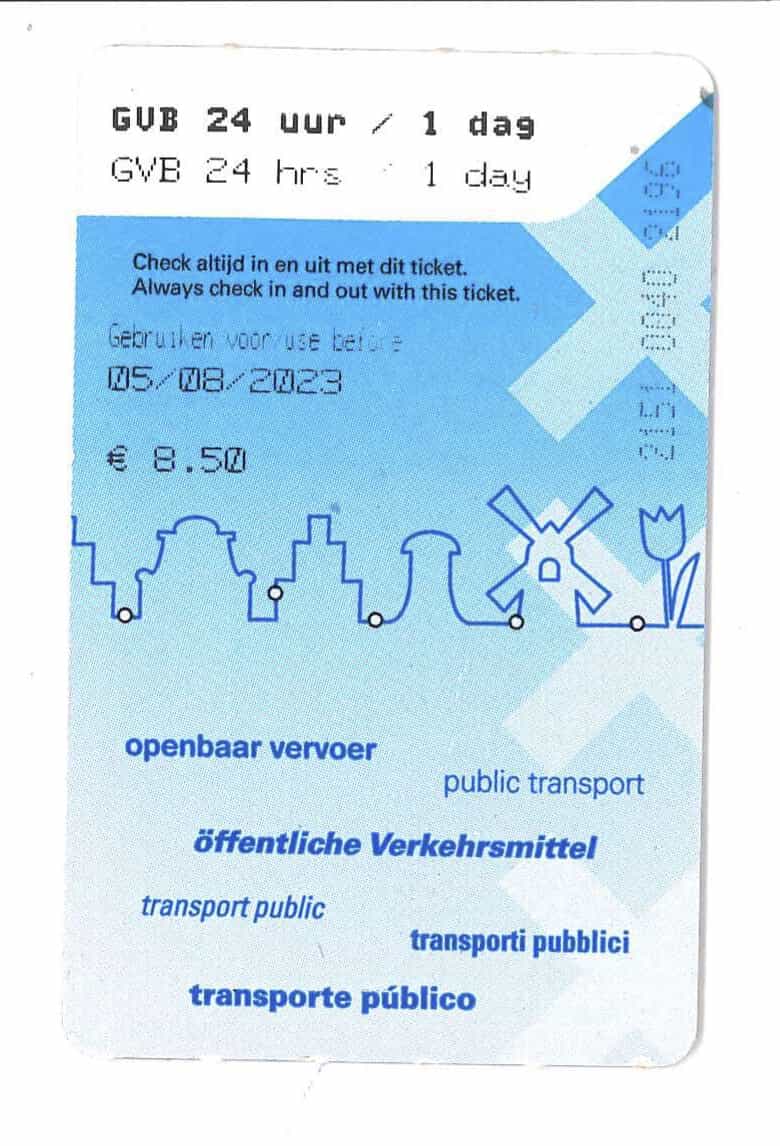 GVB 24 uur / 1 dag
GVB 24 hrs / 1 day
Check altijd in en uit met dit ticket.
Always check in and out with this ticket.
Gebruiken voor/use before
05/08/2023
€ 8.50
openbaar vervoer
public transport
öffentliche Verkehrsmittel
transport public
transporti pubblici
transporte público